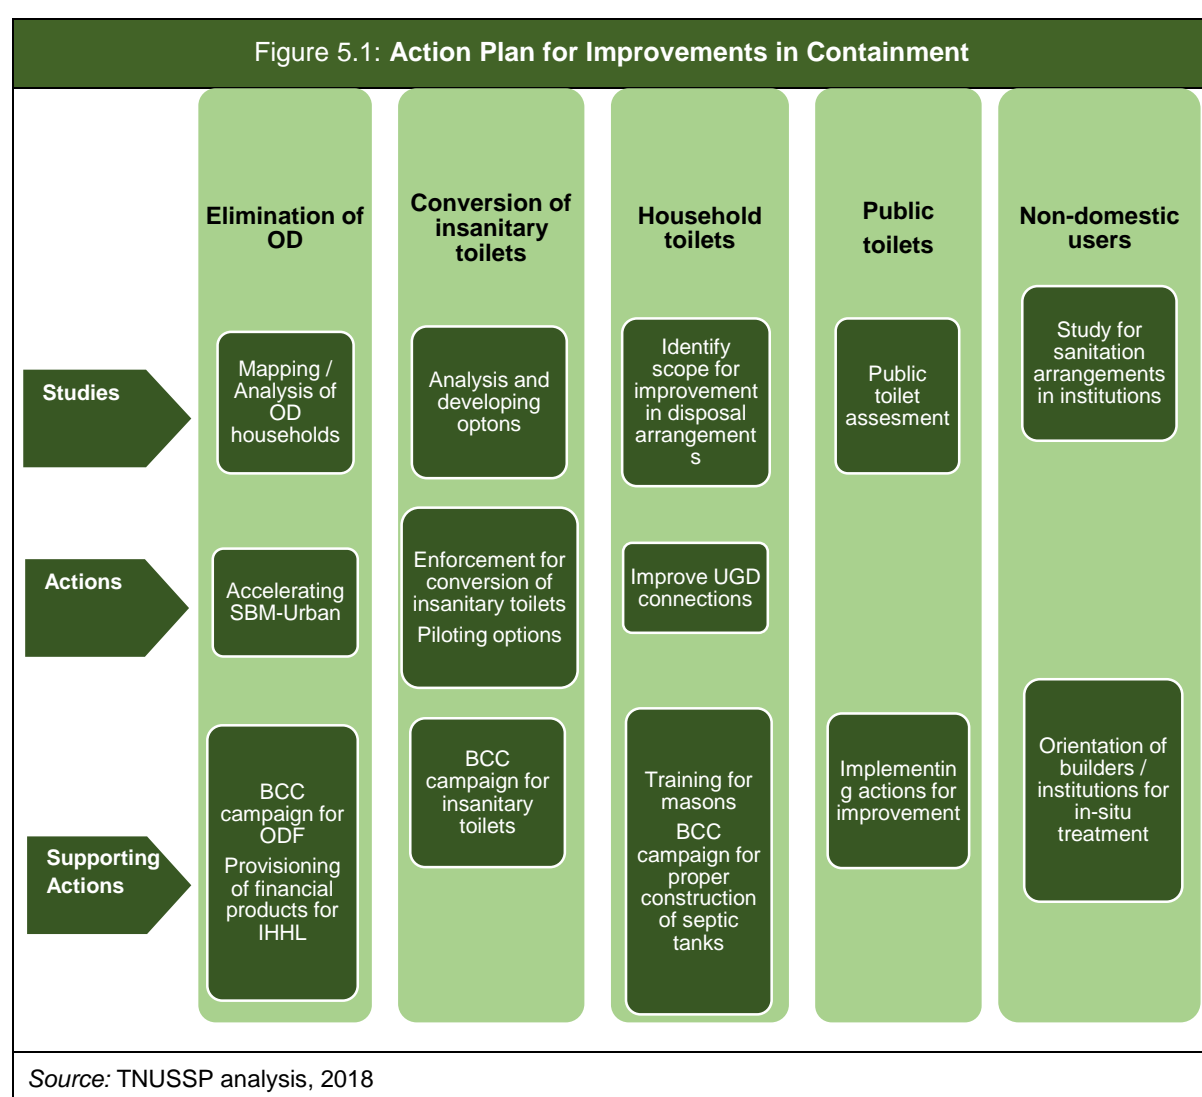 Figure 5.1: Action Plan for Improvements in Containment
Elimination of
OD
Conversion of
insanitary
toilets
Household
toilets
Public
toilets
Non-domestic
users
Studies
Mapping /
Analysis of
OD
households
Analysis and
developing
optons
Identify
scope for
improvement
in disposal
arrangement
s
Public
toilet
assesment
Study for
sanitation
arrangements
in institutions
Actions
Accelerating
SBM-Urban
Enforcement for
conversion of
insanitary toilets
Piloting options
Improve UGD
connections
Supporting
Actions
BCC
campaign for
ODF
Provisioning
of financial
products for
IHHL
BCC
campaign for
insanitary
toilets
Training for
masons
BCC
campaign for
proper
construction
of septic
tanks
Implementin
g actions for
improvement
Orientation of
builders /
institutions for
in-situ
treatment
Source: TNUSSP analysis, 2018